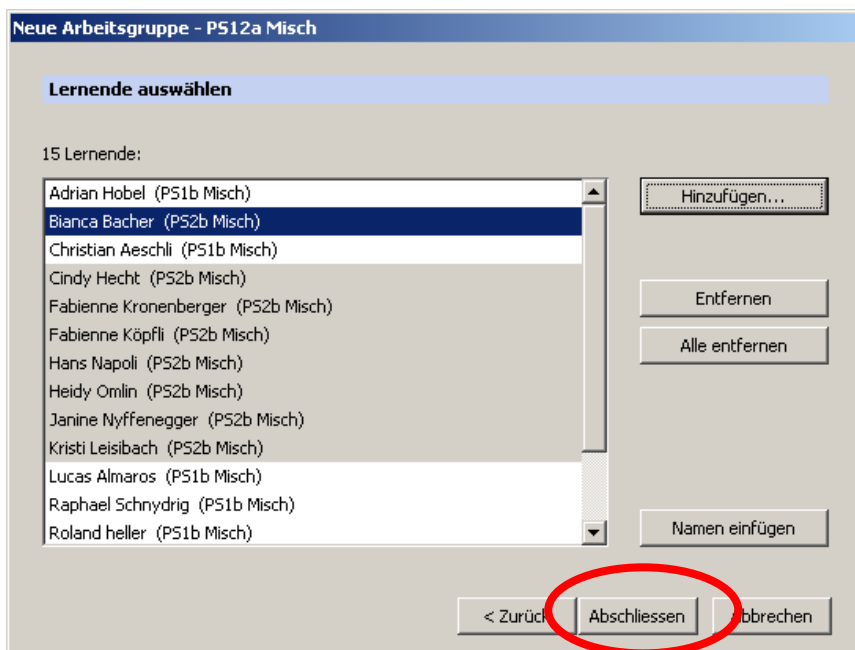 Neue Arbeitsgruppe - PS12a Misch
Lernende auswählen
15 Lernende:
Adrian Hobel (PS1b Misch)
Bianca Bacher (PS2b Misch)
Christian Aeschli (PS1b Misch)
Cindy Hecht (PS2b Misch)
Fabienne Kronenberger (PS2b Misch)
Fabienne Köpfli (PS2b Misch)
Hans Napoli (PS2b Misch)
Heidy Omlin (PS2b Misch)
Janine Nyffenegger (PS2b Misch)
Kristi Leisibach (PS2b Misch)
Lucas Almaros (PS1b Misch)
Raphael Schnydrig (PS1b Misch)
Roland heller (PS1b Misch)
Hinzufügen...
Entfernen
Alle entfernen
Namen einfügen
< Zurück
Abschliessen
Abbrechen